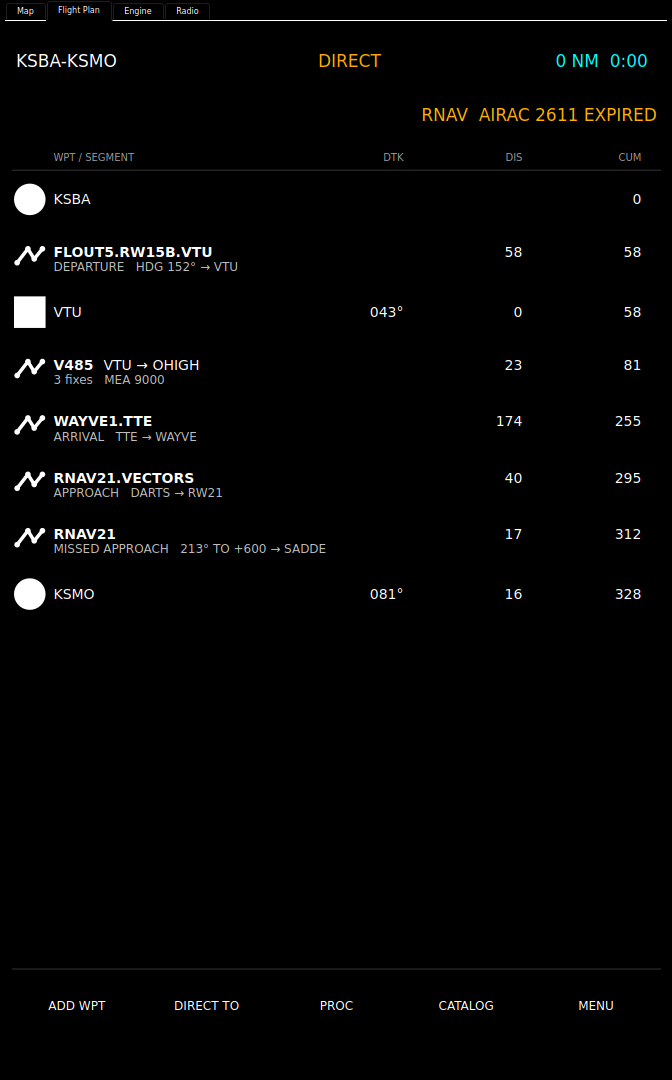 Map Flight Plan Engine Radio
KSBA-KSMO DIRECT 0 NM 0:00
RNAV AIRAC 2611 EXPIRED
WPT / SEGMENT DTK DIS CUM
KSBA 0
FLOUT5.RW15B.VTU 58 58
DEPARTURE HDG 152° → VTU
VTU 043° 0 58
V485 VTU → OHIGH 23 81
3 fixes MEA 9000
WAYVE1.TTE 174 255
ARRIVAL TTE → WAYVE
RNAV21.VECTORS 40 295
APPROACH DARTS → RW21
RNAV21 17 312
MISSED APPROACH 213° TO +600 → SADDE
KSMO 081° 16 328
ADD WPT DIRECT TO PROC CATALOG MENU